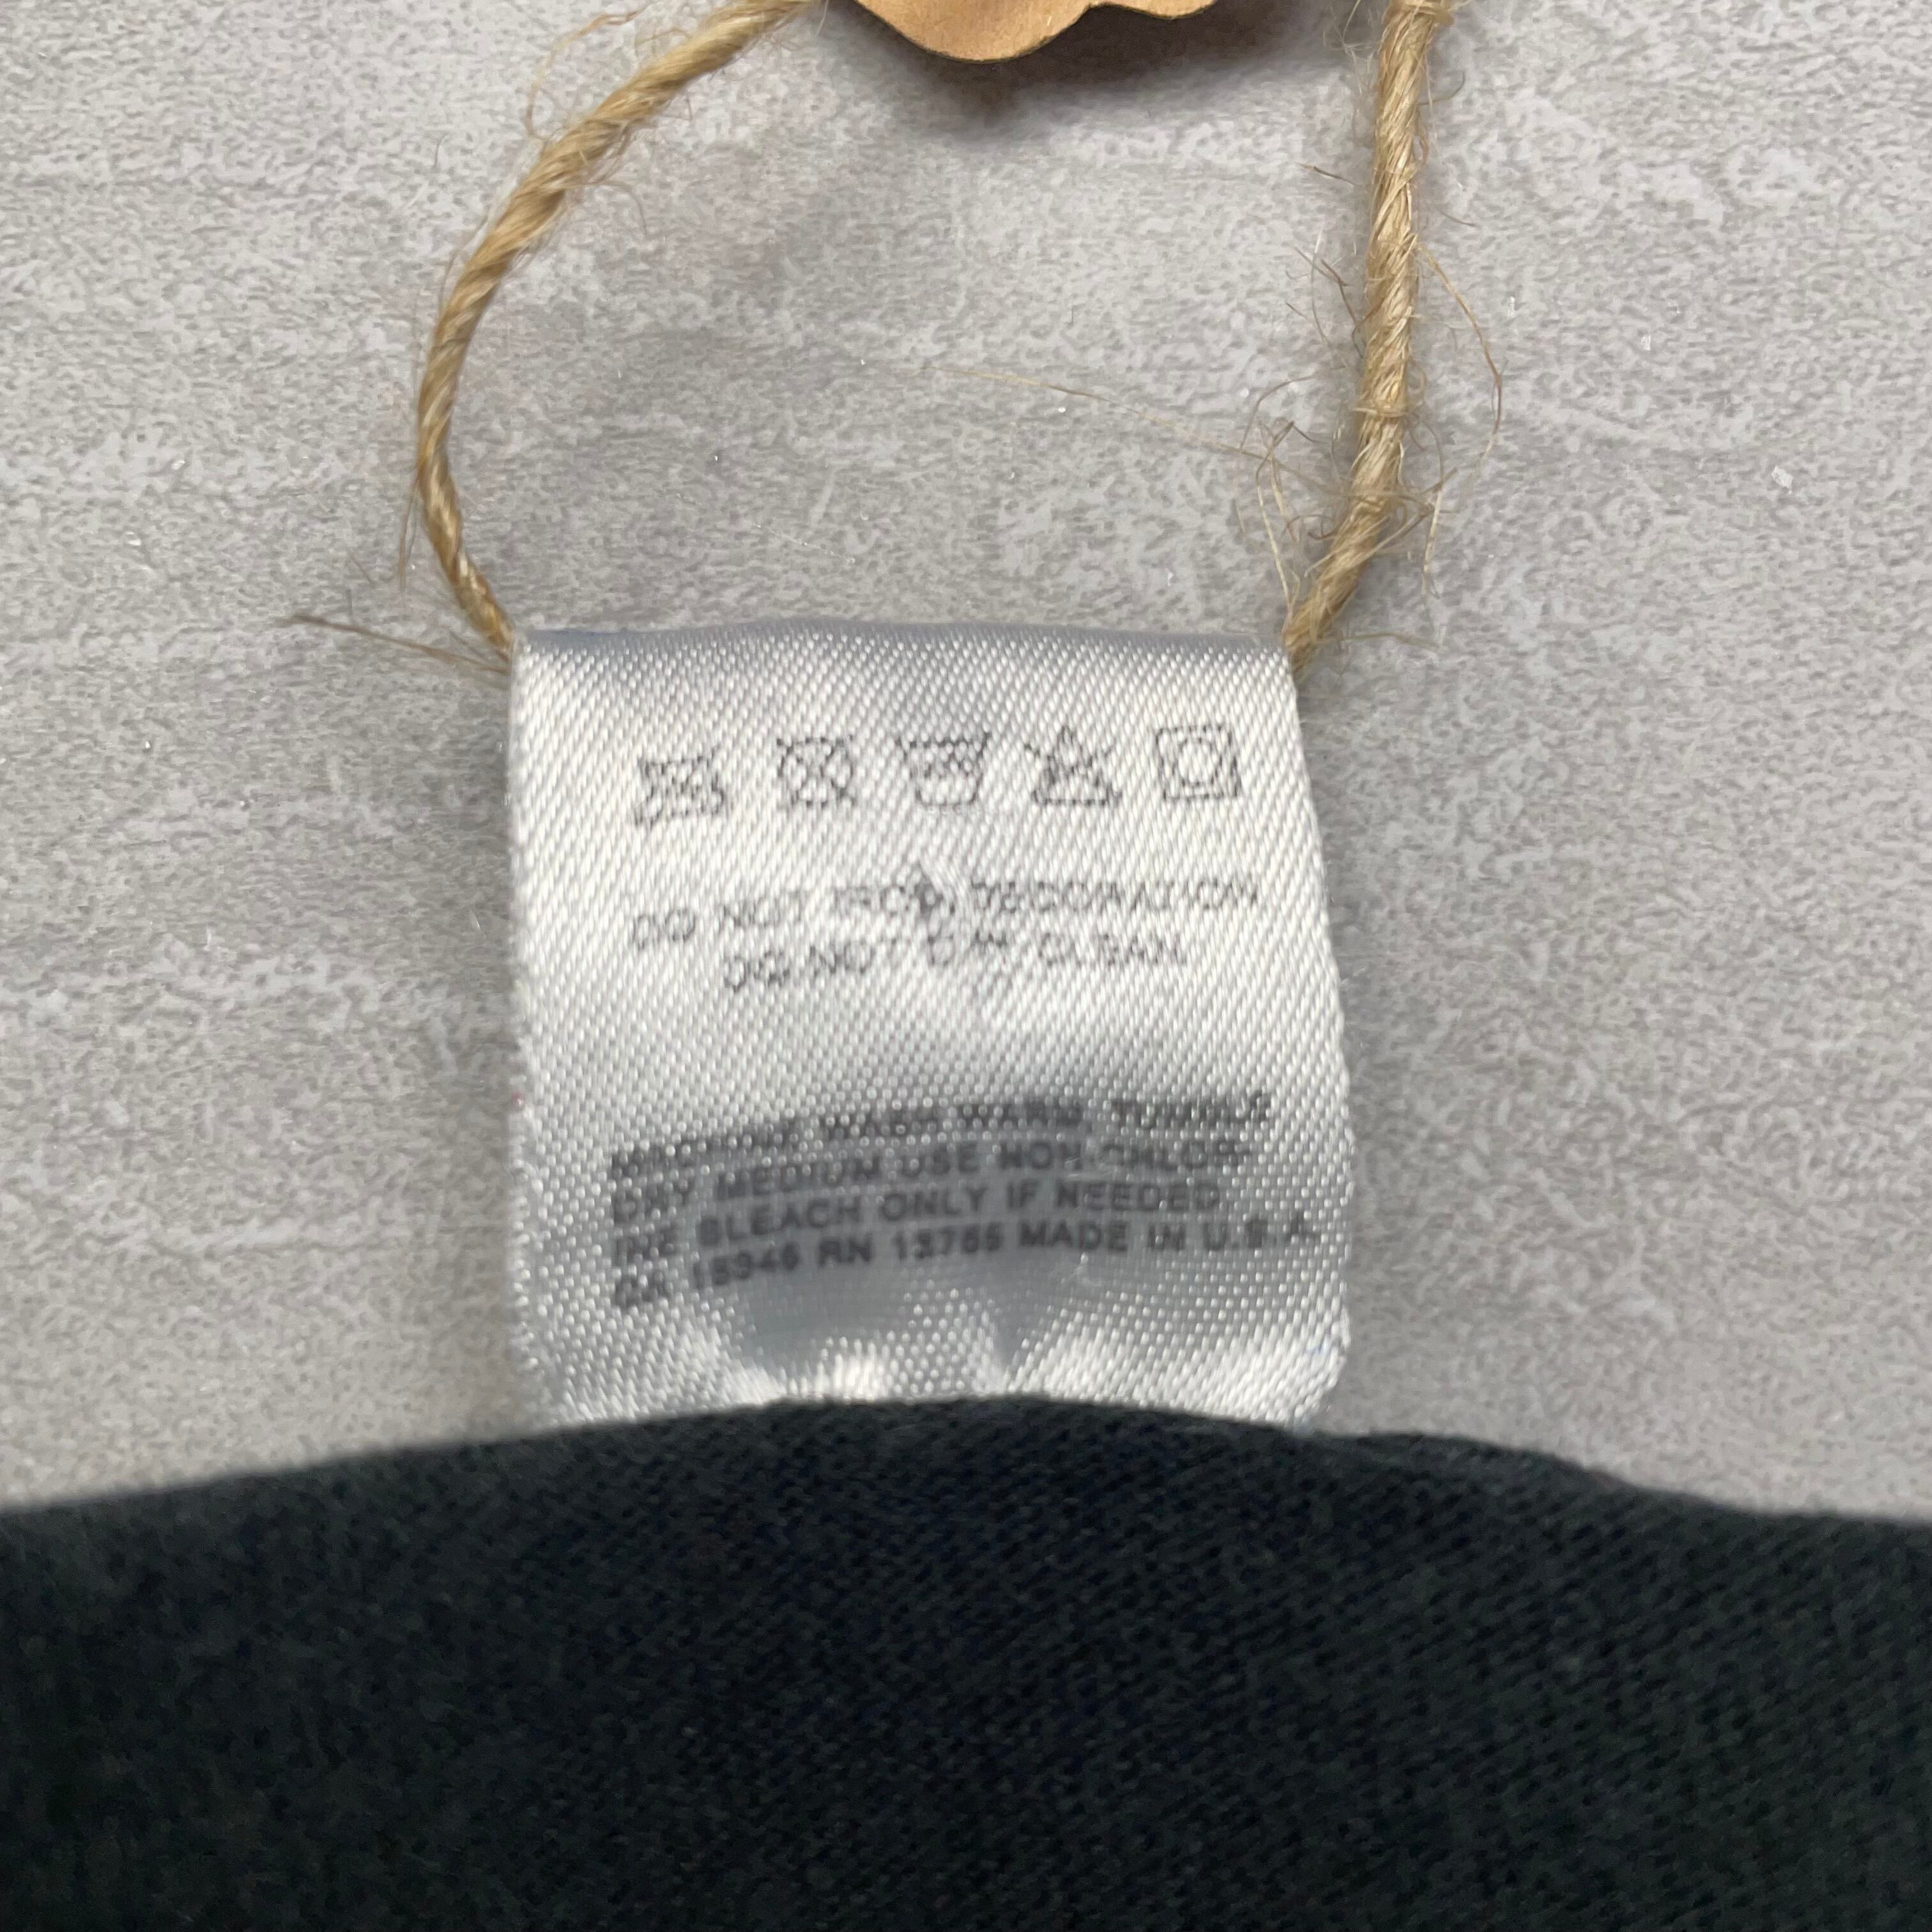 DO NOT IRON DECORATION
DO NOT DRY CLEAN
MACHINE WASH WARM TUMBLE
DRY MEDIUM USE NON-CHLOR
INE BLEACH ONLY IF NEEDED
RN 13765 MADE IN U.S.A.